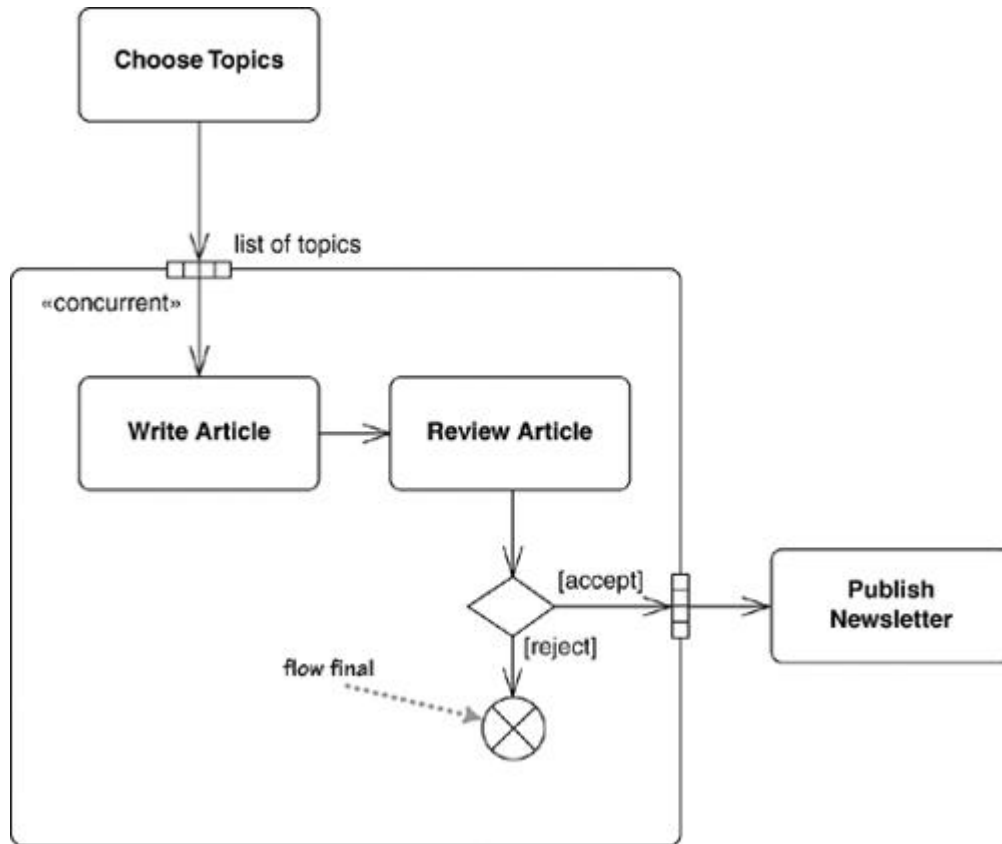 Choose Topics
list of topics
«concurrent»
Write Article
Review Article
[accept]
Publish
Newsletter
[reject]
flow final